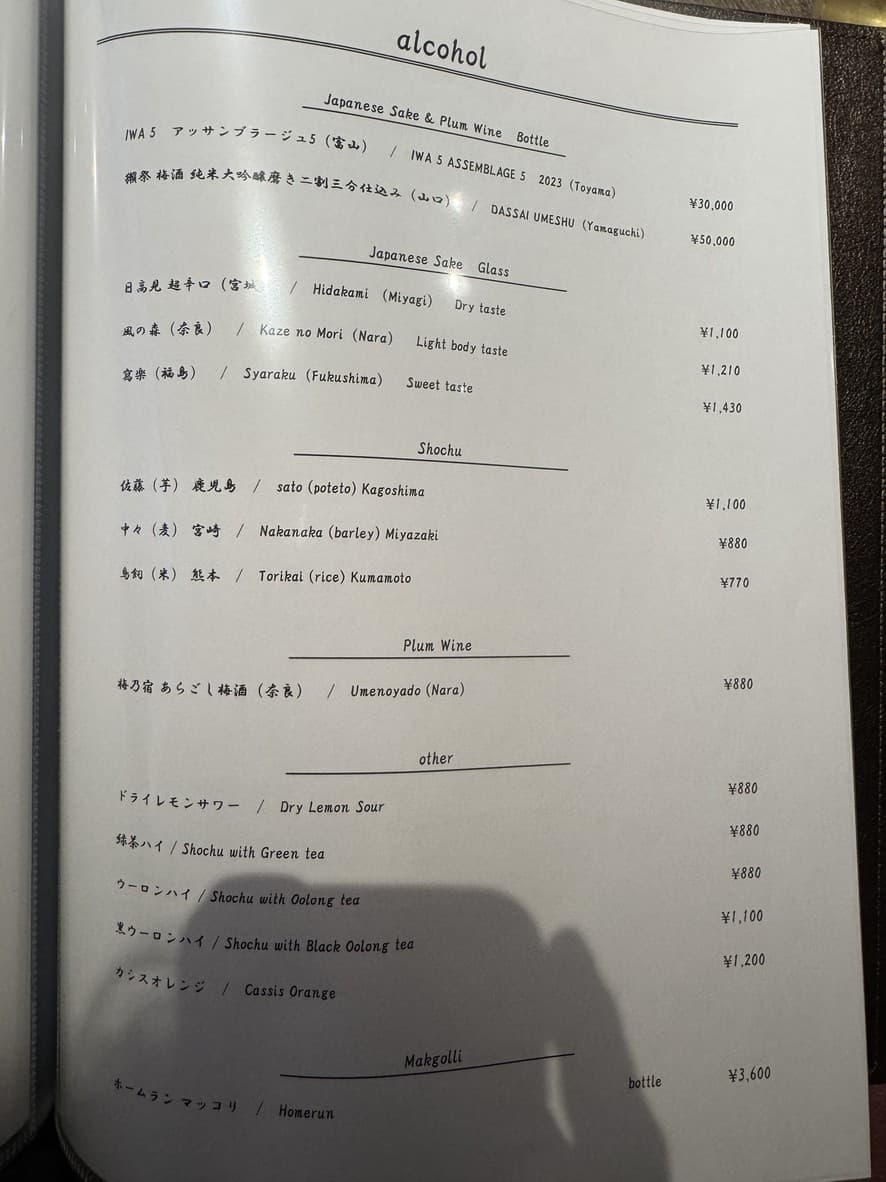 alcohol
Japanese Sake & Plum Wine Bottle
IWA 5 アッサンブラージュ5（富山） / IWA 5 ASSEMBLAGE 5 2023（Toyama） ¥30,000
獺祭 梅酒 純米大吟醸磨き二割三分仕込み（山口） / DASSAI UMESHU（Yamaguchi） ¥50,000
Japanese Sake Glass
日高見 超辛口（宮城 / Hidakami （Miyagi） Dry taste ¥1,100
風の森（奈良） / Kaze no Mori（Nara） Light body taste ¥1,210
寫楽（福島） / Syaraku（Fukushima） Sweet taste ¥1,430
Shochu
佐藤（芋） 鹿児島 / sato (poteto) Kagoshima ¥1,100
中々（麦） 宮崎 / Nakanaka (barley) Miyazaki ¥880
鳥飼（米） 熊本 / Torikai (rice) Kumamoto ¥770
Plum Wine
梅乃宿 あらごし梅酒（奈良） / Umenoyado（Nara） ¥880
other
ドライレモンサワー / Dry Lemon Sour ¥880
緑茶ハイ / Shochu with Green tea ¥880
ウーロンハイ / Shochu with Oolong tea ¥880
黒ウーロンハイ / Shochu with Black Oolong tea ¥1,100
カシスオレンジ / Cassis Orange ¥1,200
Makgolli
ホームラン マッコリ / Homerun bottle ¥3,600